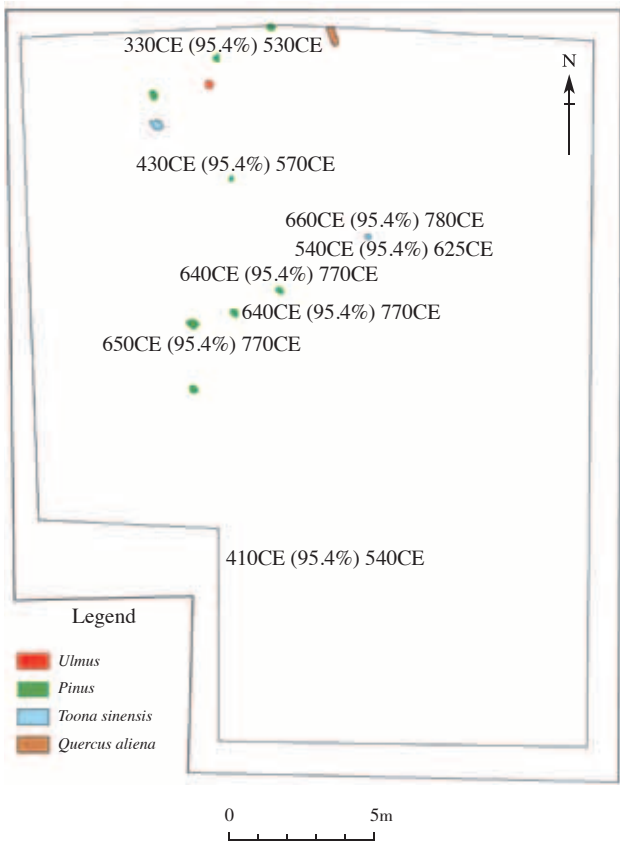 330CE (95.4%) 530CE
N
430CE (95.4%) 570CE
660CE (95.4%) 780CE
540CE (95.4%) 625CE
640CE (95.4%) 770CE
640CE (95.4%) 770CE
650CE (95.4%) 770CE
410CE (95.4%) 540CE
Legend
Ulmus
Pinus
Toona sinensis
Quercus aliena
0 5m